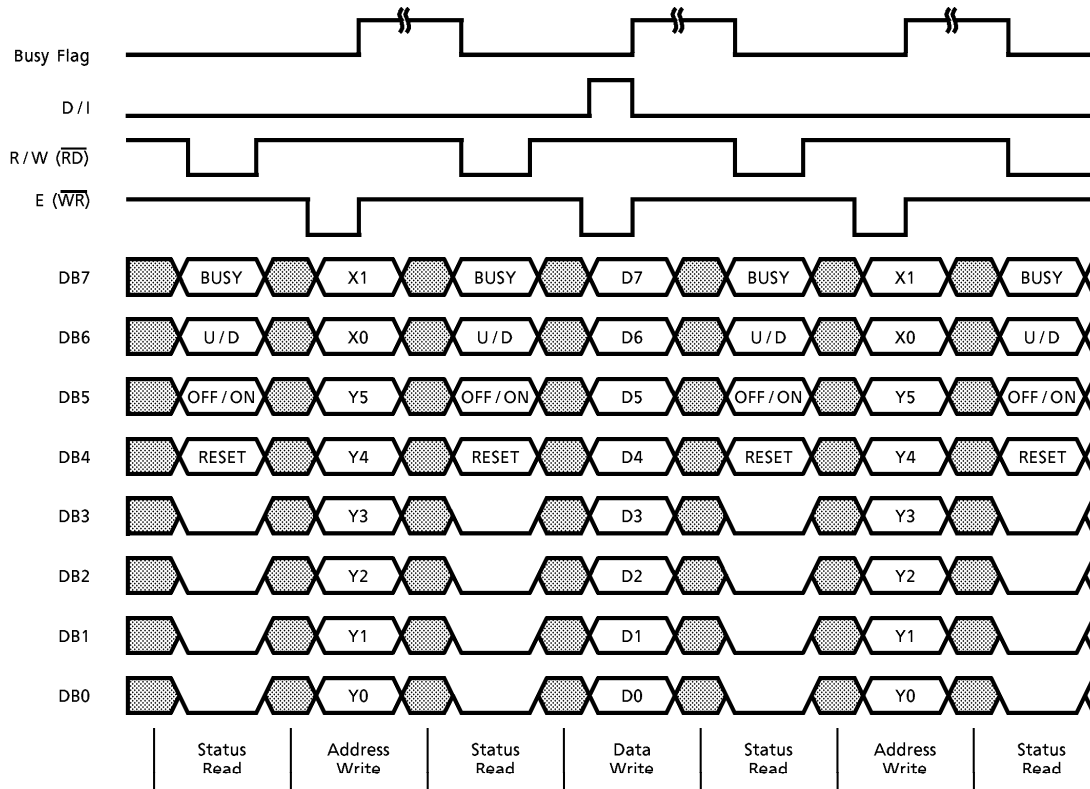 Busy Flag
D / I
R / W (RD)
E (WR)
DB7 BUSY X1 BUSY D7 BUSY X1 BUSY
DB6 U / D X0 U / D D6 U / D X0 U / D
DB5 OFF / ON Y5 OFF / ON D5 OFF / ON Y5 OFF / ON
DB4 RESET Y4 RESET D4 RESET Y4 RESET
DB3 Y3 D3 Y3
DB2 Y2 D2 Y2
DB1 Y1 D1 Y1
DB0 Y0 D0 Y0
Status Address Status Data Status Address Status
Read Write Read Write Read Write Read